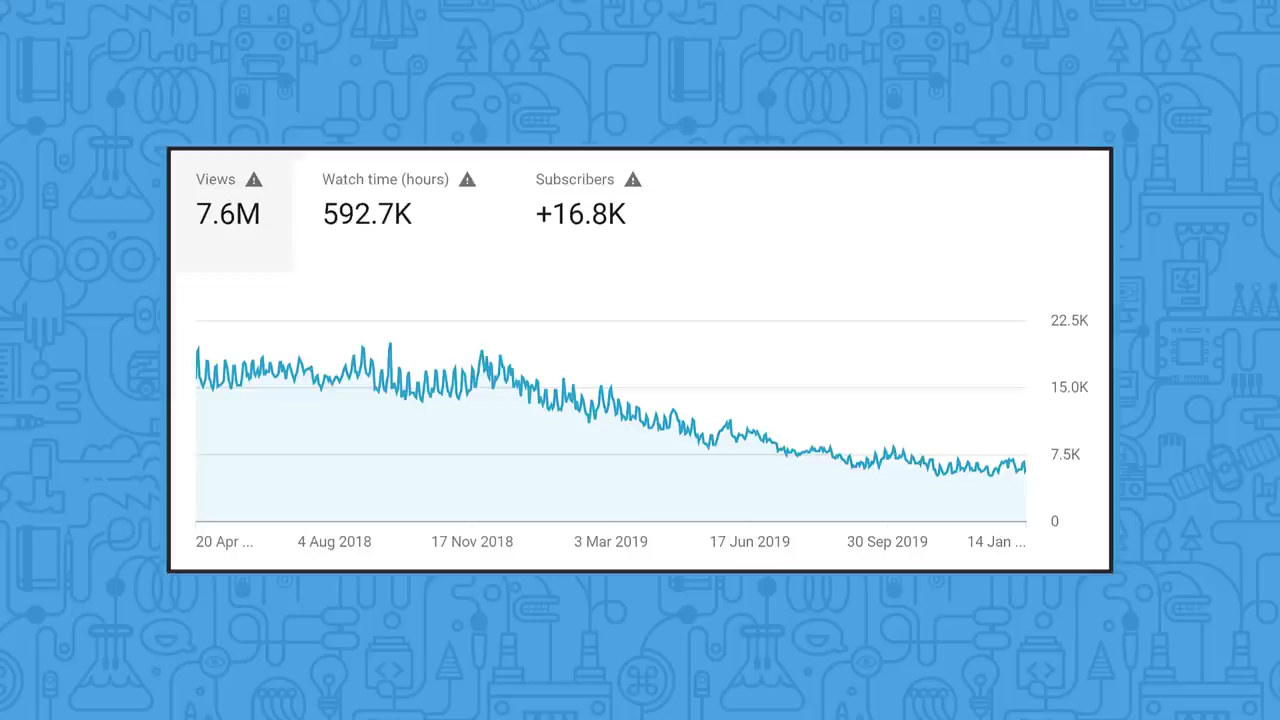 Views Watch time (hours) Subscribers
7.6M 592.7K +16.8K
22.5K
15.0K
7.5K
0
20 Apr ... 4 Aug 2018 17 Nov 2018 3 Mar 2019 17 Jun 2019 30 Sep 2019 14 Jan ...